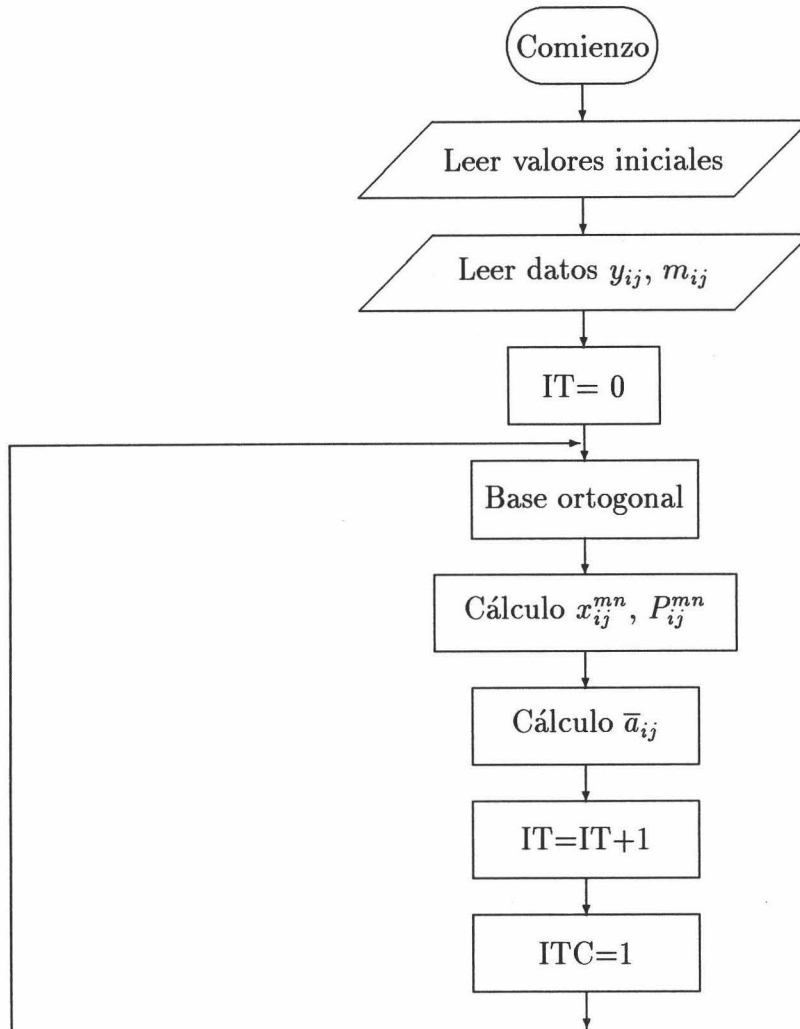 Comienzo
Leer valores iniciales
Leer datos $y_{ij}$, $m_{ij}$
IT= 0
Base ortogonal
Cálculo $x_{ij}^{mn}$, $P_{ij}^{mn}$
Cálculo $\overline{a}_{ij}$
IT=IT+1
ITC=1